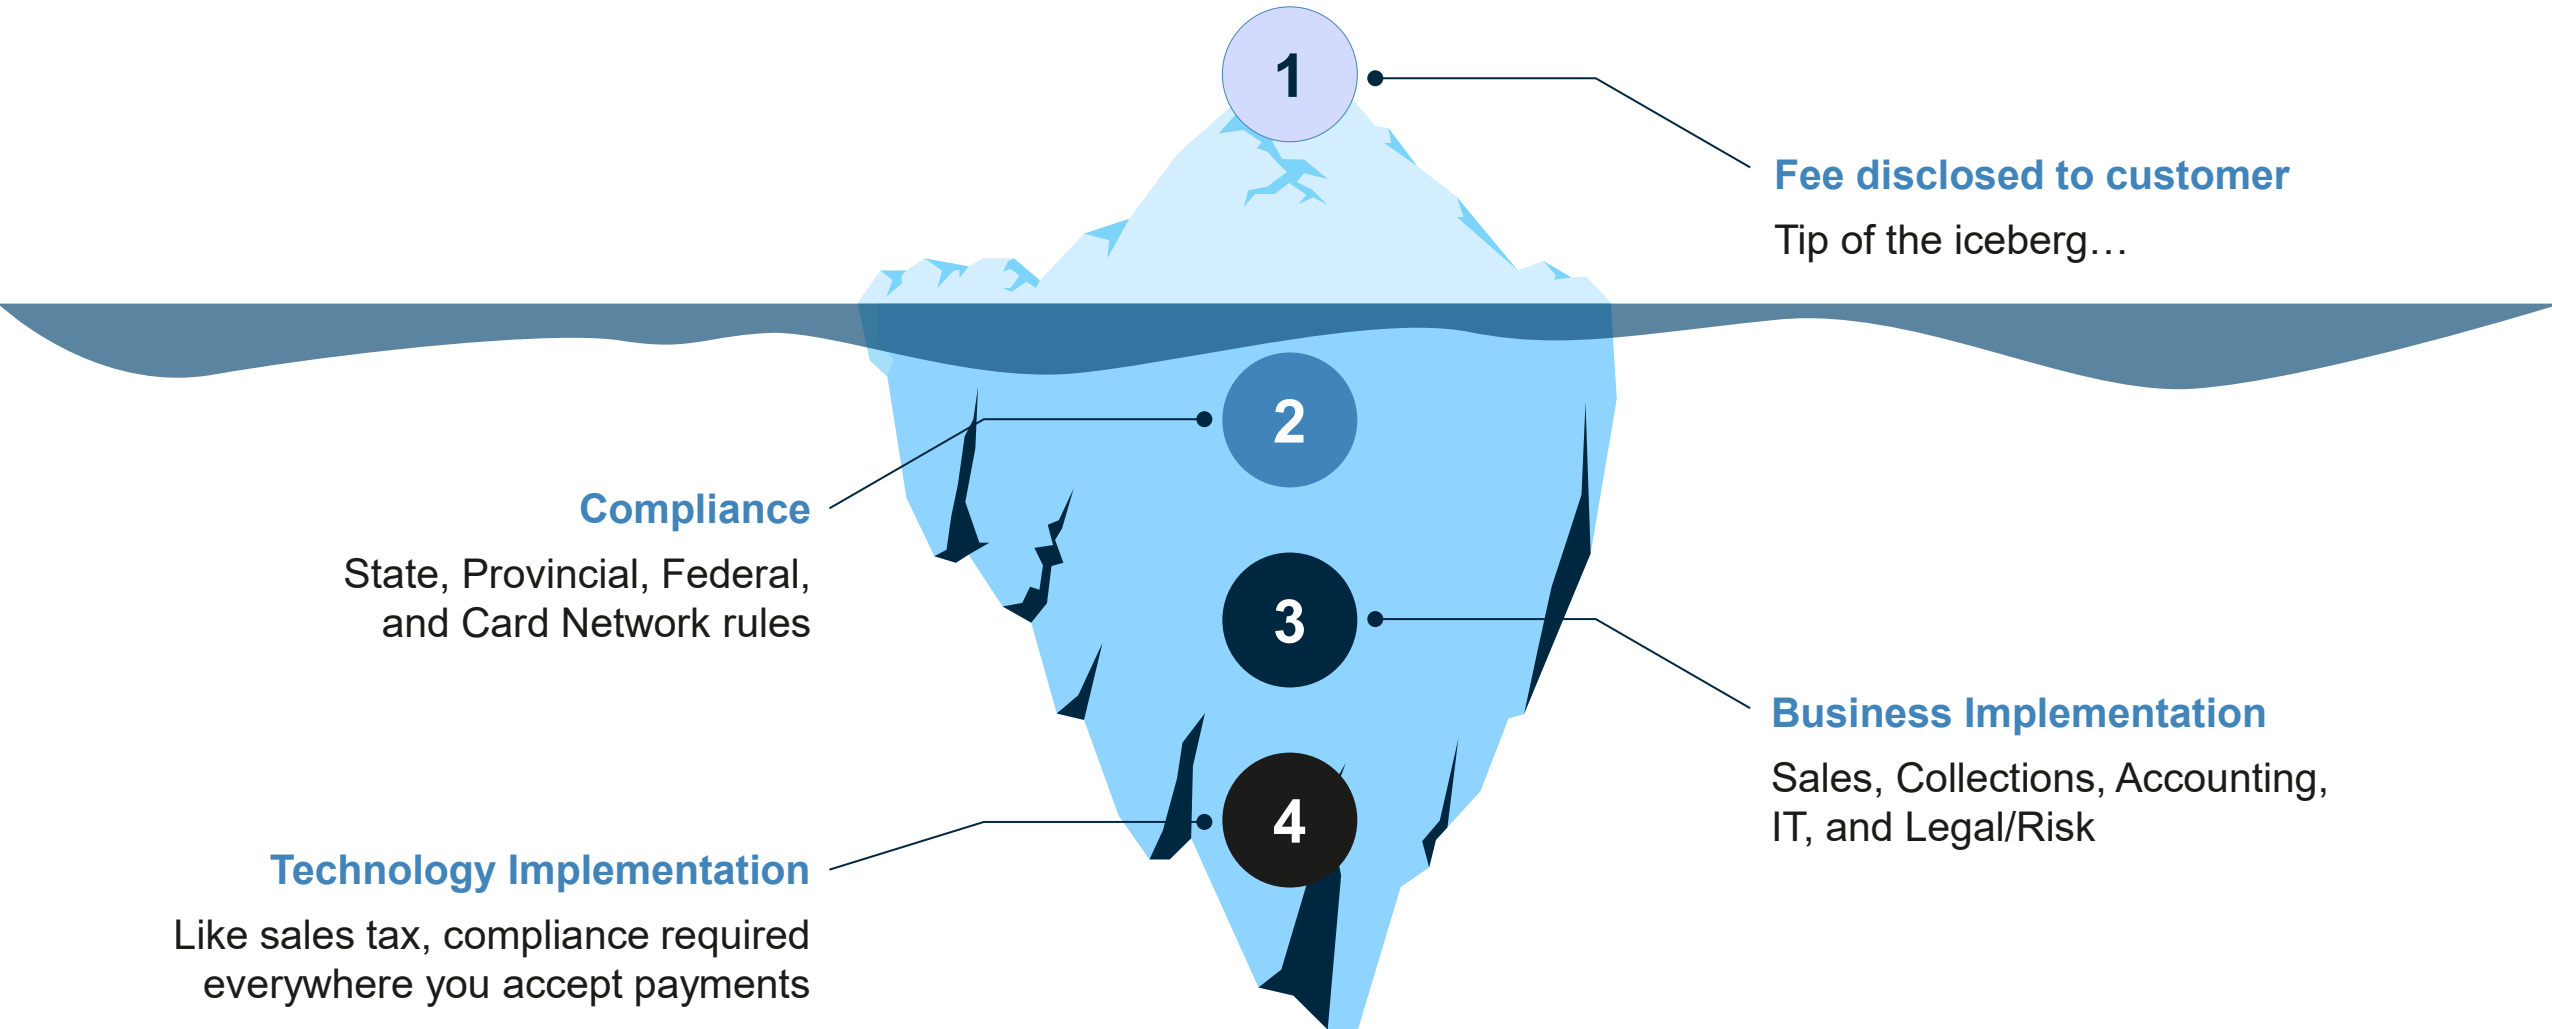 1
Fee disclosed to customer
Tip of the iceberg…
2
Compliance
State, Provincial, Federal,
and Card Network rules
3
Business Implementation
Sales, Collections, Accounting,
IT, and Legal/Risk
4
Technology Implementation
Like sales tax, compliance required
everywhere you accept payments